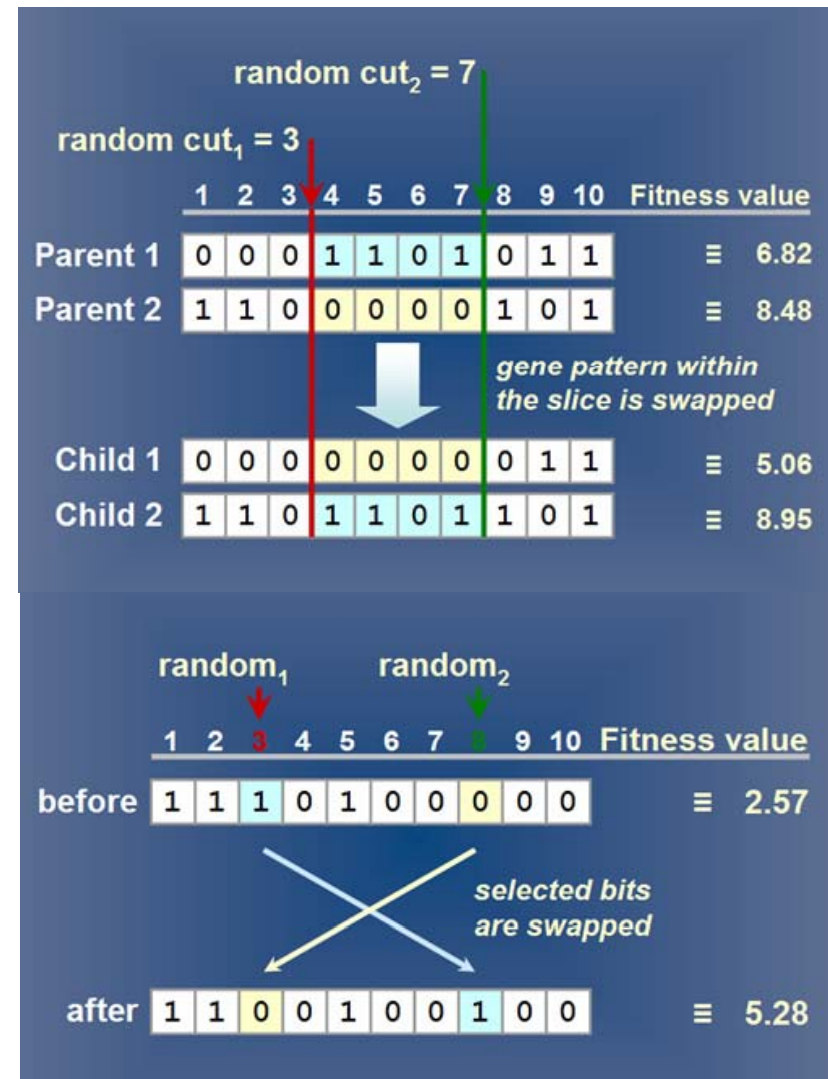 random cut₂ = 7
random cut₁ = 3
1 2 3 4 5 6 7 8 9 10 Fitness value
Parent 1 0 0 0 1 1 0 1 0 1 1 ≡ 6.82
Parent 2 1 1 0 0 0 0 0 1 0 1 ≡ 8.48
gene pattern within
the slice is swapped
Child 1 0 0 0 0 0 0 0 0 1 1 ≡ 5.06
Child 2 1 1 0 1 1 0 1 1 0 1 ≡ 8.95
random₁ random₂
1 2 3 4 5 6 7 8 9 10 Fitness value
before 1 1 1 0 1 0 0 0 0 0 ≡ 2.57
selected bits
are swapped
after 1 1 0 0 1 0 0 1 0 0 ≡ 5.28